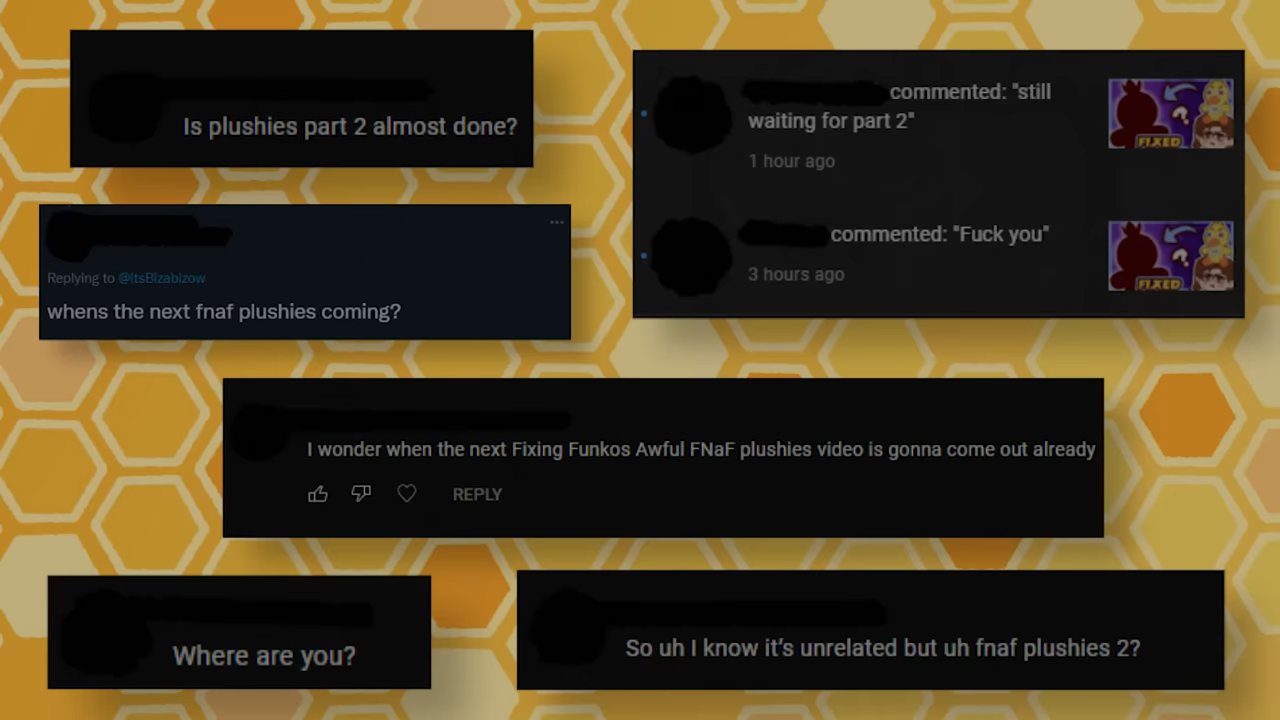 Is plushies part 2 almost done?
commented: "still
waiting for part 2"
1 hour ago
FIXED
commented: "Fuck you"
3 hours ago
FIXED
Replying to @ItsBizabizow
whens the next fnaf plushies coming?
I wonder when the next Fixing Funkos Awful FNaF plushies video is gonna come out already
REPLY
Where are you?
So uh I know it's unrelated but uh fnaf plushies 2?